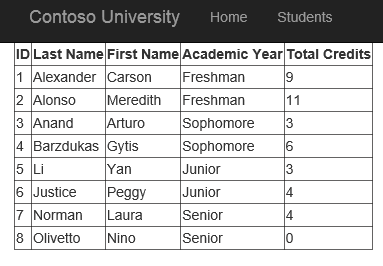 Contoso University Home Students
ID Last Name First Name Academic Year Total Credits
1 Alexander Carson Freshman 9
2 Alonso Meredith Freshman 11
3 Anand Arturo Sophomore 3
4 Barzdukas Gytis Sophomore 6
5 Li Yan Junior 3
6 Justice Peggy Junior 4
7 Norman Laura Senior 4
8 Olivetto Nino Senior 0